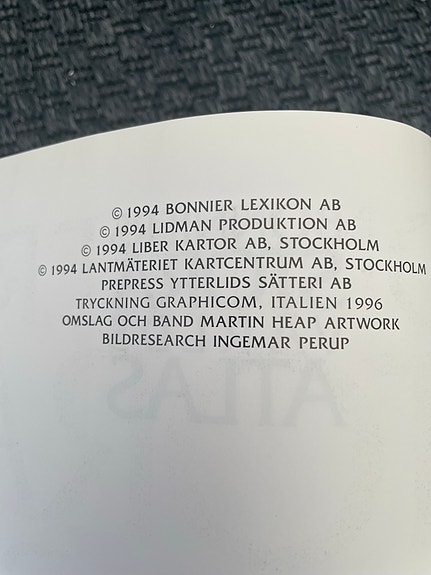 © 1994 BONNIER LEXIKON AB
© 1994 LIDMAN PRODUKTION AB
© 1994 LIBER KARTOR AB, STOCKHOLM
© 1994 LANTMÄTERIET KARTCENTRUM AB, STOCKHOLM
PREPRESS YTTERLIDS SÄTTERI AB
TRYCKNING GRAPHICOM, ITALIEN 1996
OMSLAG OCH BAND MARTIN HEAP ARTWORK
BILDRESEARCH INGEMAR PERUP
ATLAS